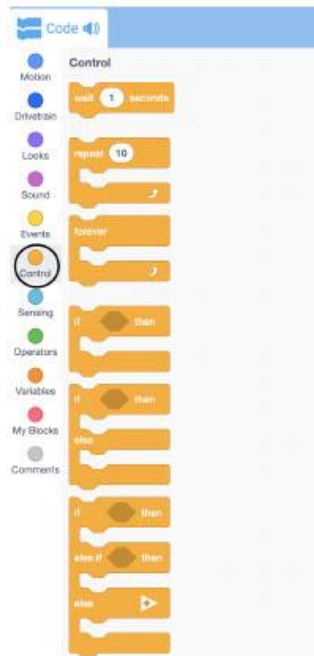 Code
Motion
Drivetrain
Looks
Sound
Events
Control
Sensing
Operators
Variables
My Blocks
Comments
Control
wait 1 seconds
repeat 10
forever
if then
if then
else
if then
else if then
else